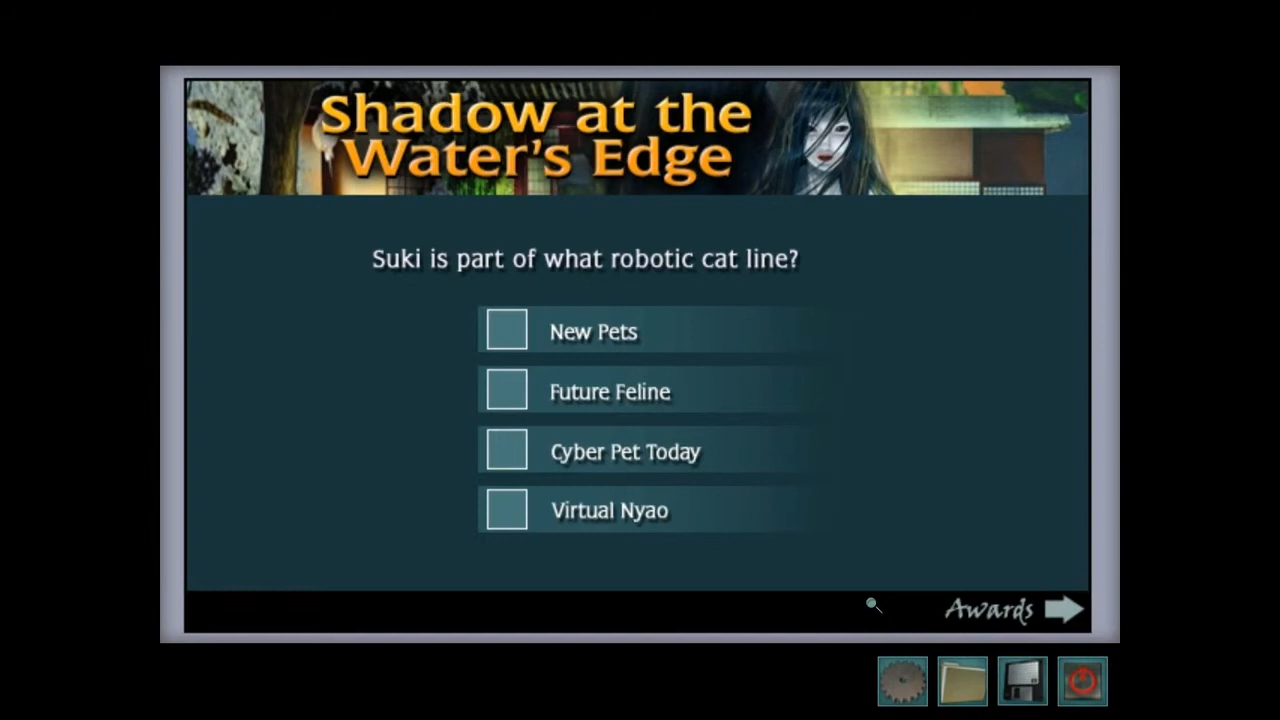 Shadow at the
Water's Edge
Suki is part of what robotic cat line?
New Pets
Future Feline
Cyber Pet Today
Virtual Nyao
Awards